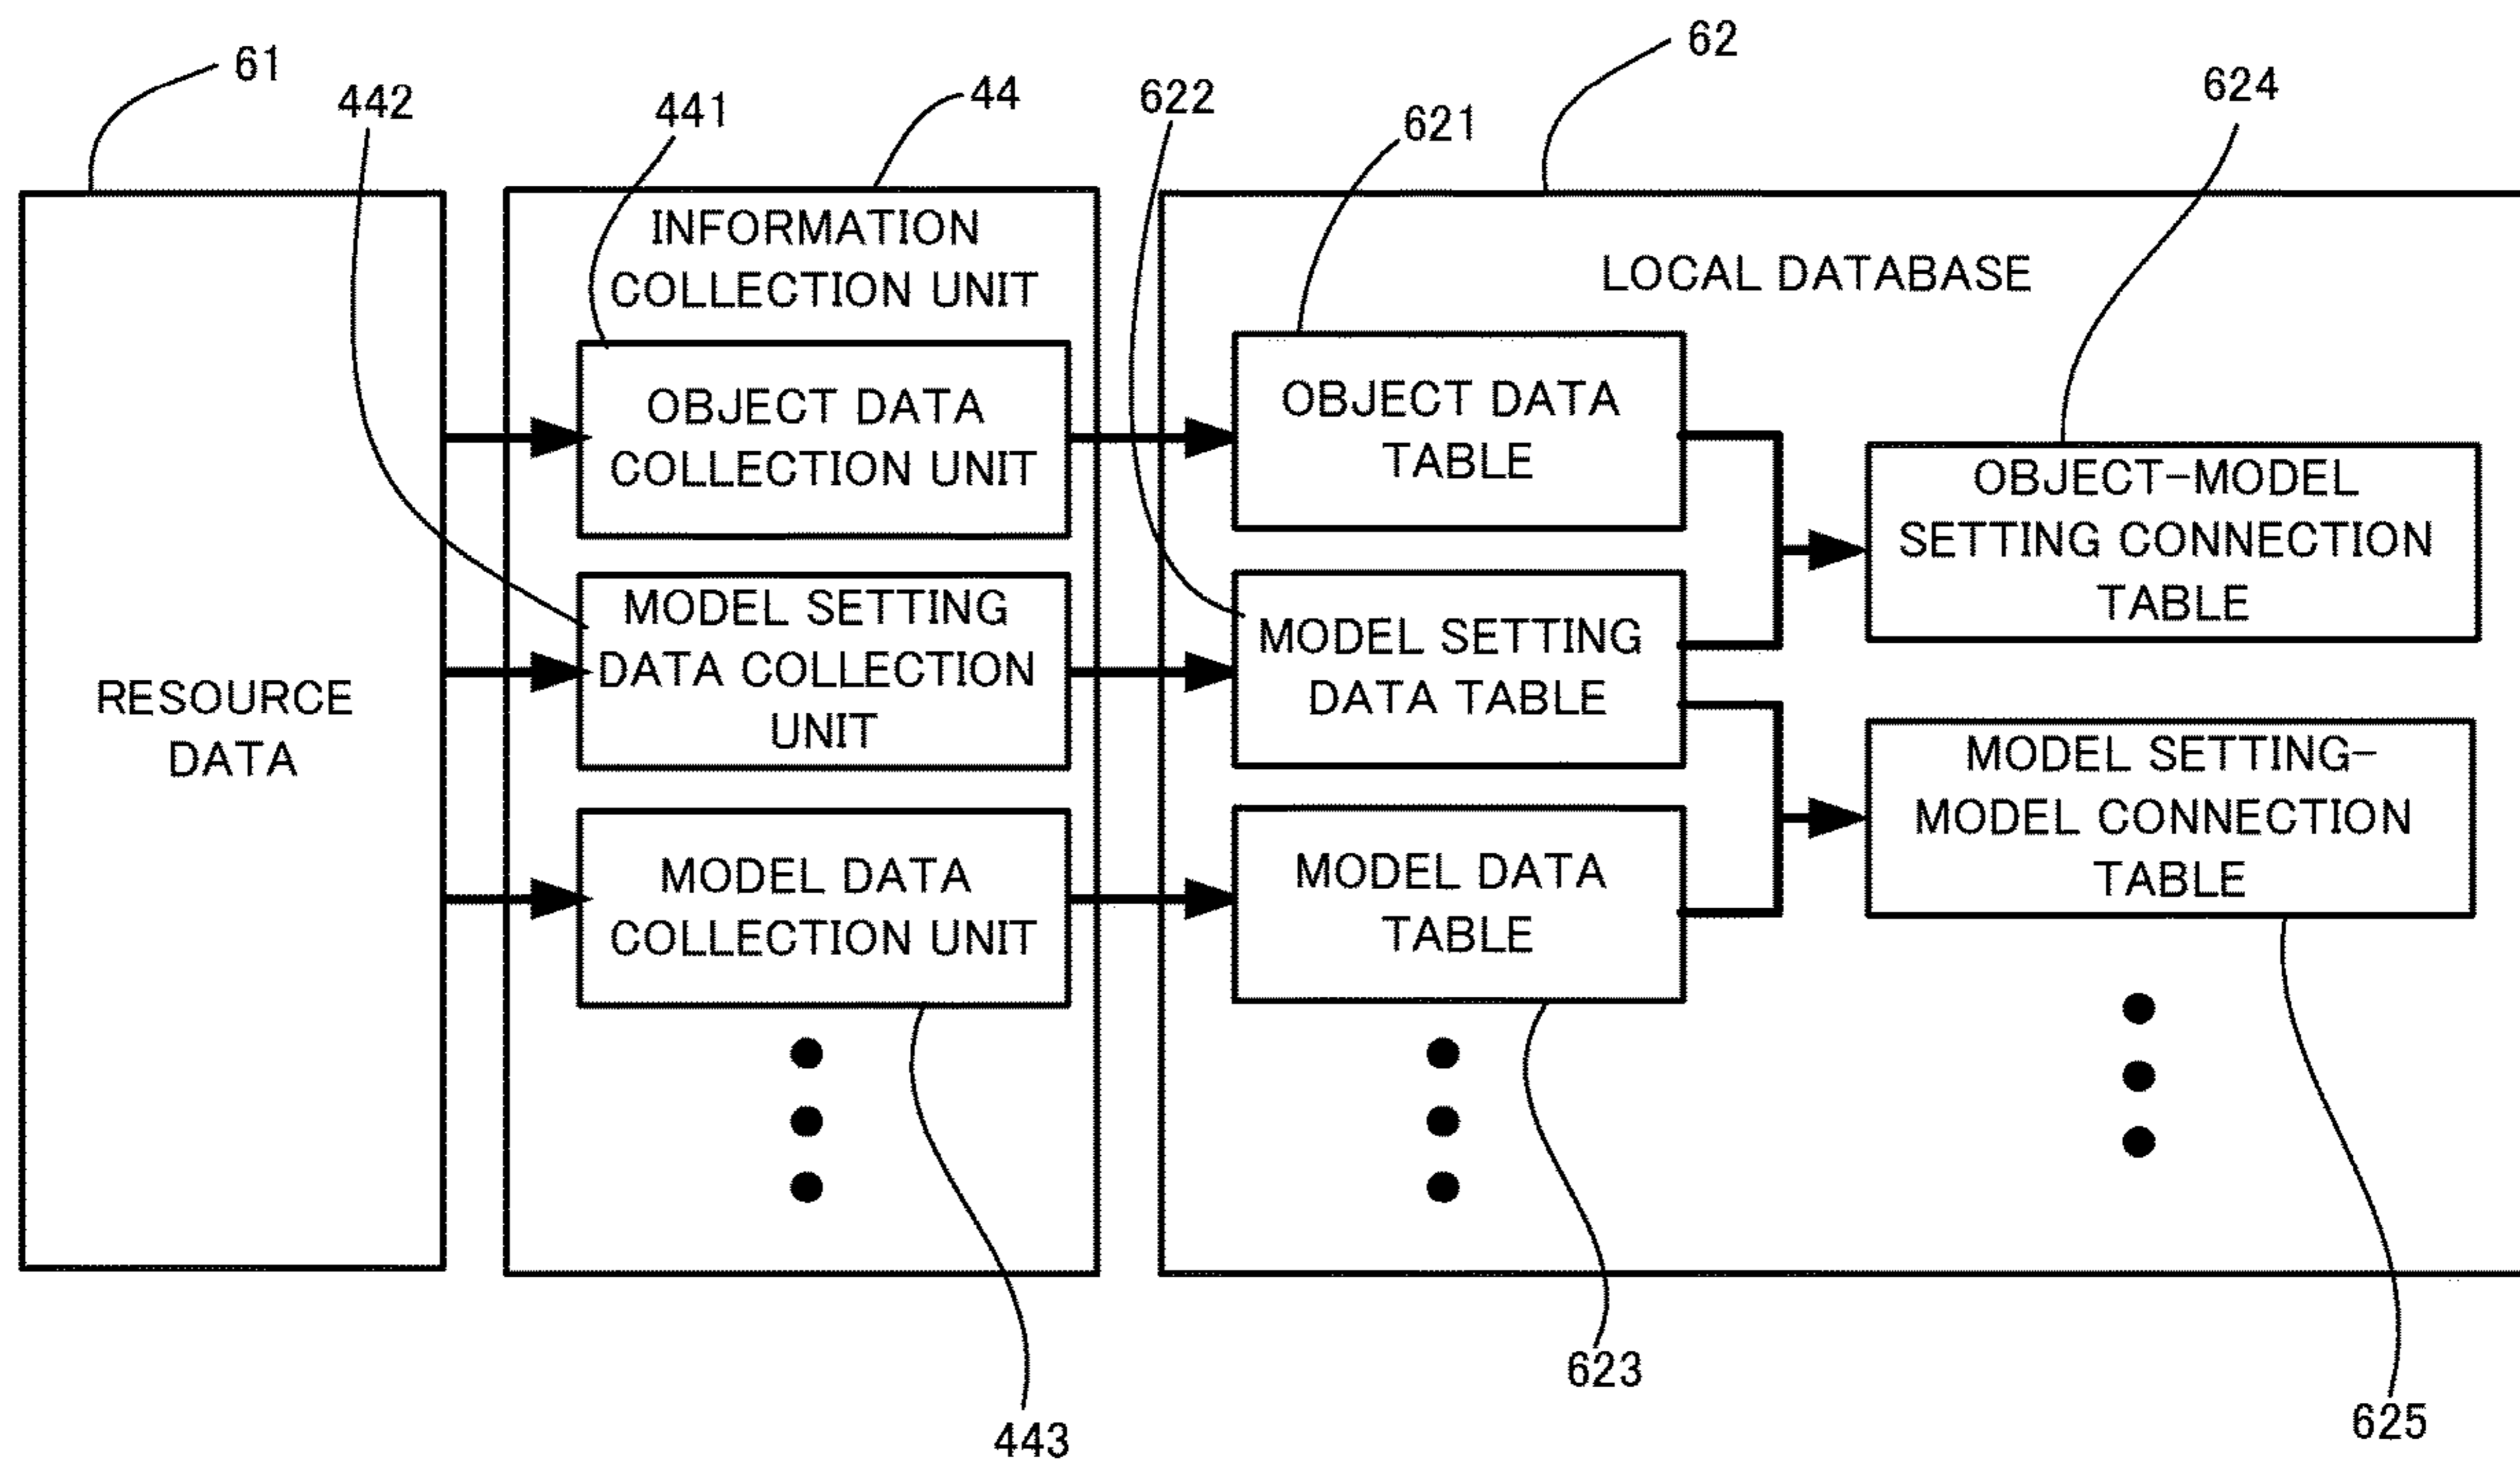 61
442
441
44
622
621
62
624
RESOURCE
DATA
INFORMATION
COLLECTION UNIT
OBJECT DATA
COLLECTION UNIT
MODEL SETTING
DATA COLLECTION
UNIT
MODEL DATA
COLLECTION UNIT
443
LOCAL DATABASE
OBJECT DATA
TABLE
MODEL SETTING
DATA TABLE
MODEL DATA
TABLE
623
OBJECT-MODEL
SETTING CONNECTION
TABLE
MODEL SETTING-
MODEL CONNECTION
TABLE
625